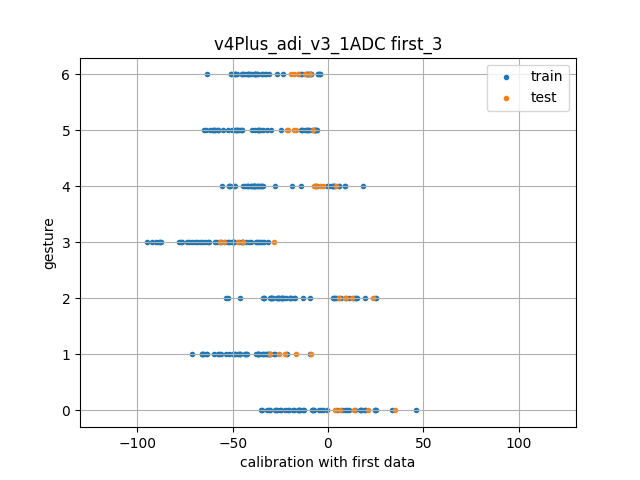 v4Plus_adi_v3_1ADC first_3
train
test
gesture
6
5
4
3
2
1
0
−100 −50 0 50 100
calibration with first data